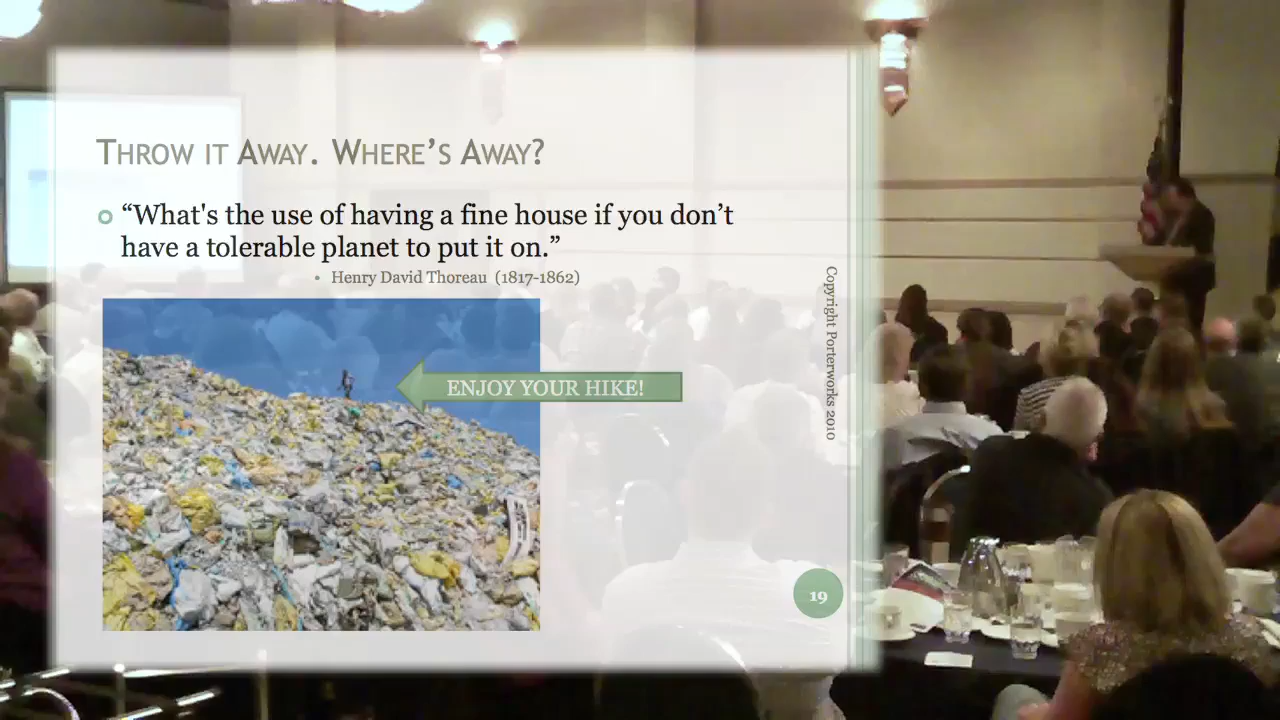 THROW IT AWAY. WHERE'S AWAY?
“What's the use of having a fine house if you don’t
have a tolerable planet to put it on.”
Henry David Thoreau (1817-1862)
ENJOY YOUR HIKE!
Copyright Porterworks 2010
19